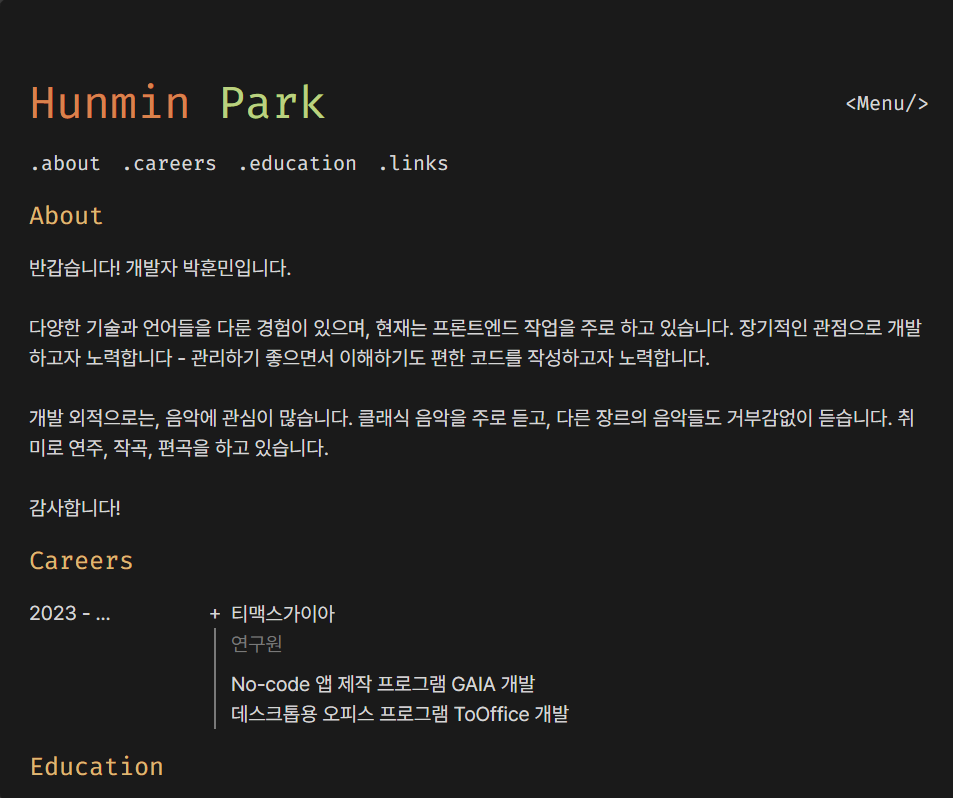 Hunmin Park
<Menu/>
.about .careers .education .links
About
반갑습니다! 개발자 박훈민입니다.
다양한 기술과 언어들을 다룬 경험이 있으며, 현재는 프론트엔드 작업을 주로 하고 있습니다. 장기적인 관점으로 개발
하고자 노력합니다 - 관리하기 좋으면서 이해하기도 편한 코드를 작성하고자 노력합니다.
개발 외적으로는, 음악에 관심이 많습니다. 클래식 음악을 주로 듣고, 다른 장르의 음악들도 거부감없이 듣습니다. 취
미로 연주, 작곡, 편곡을 하고 있습니다.
감사합니다!
Careers
2023 - ... + 티맥스가이아
연구원
No-code 앱 제작 프로그램 GAIA 개발
데스크톱용 오피스 프로그램 ToOffice 개발
Education